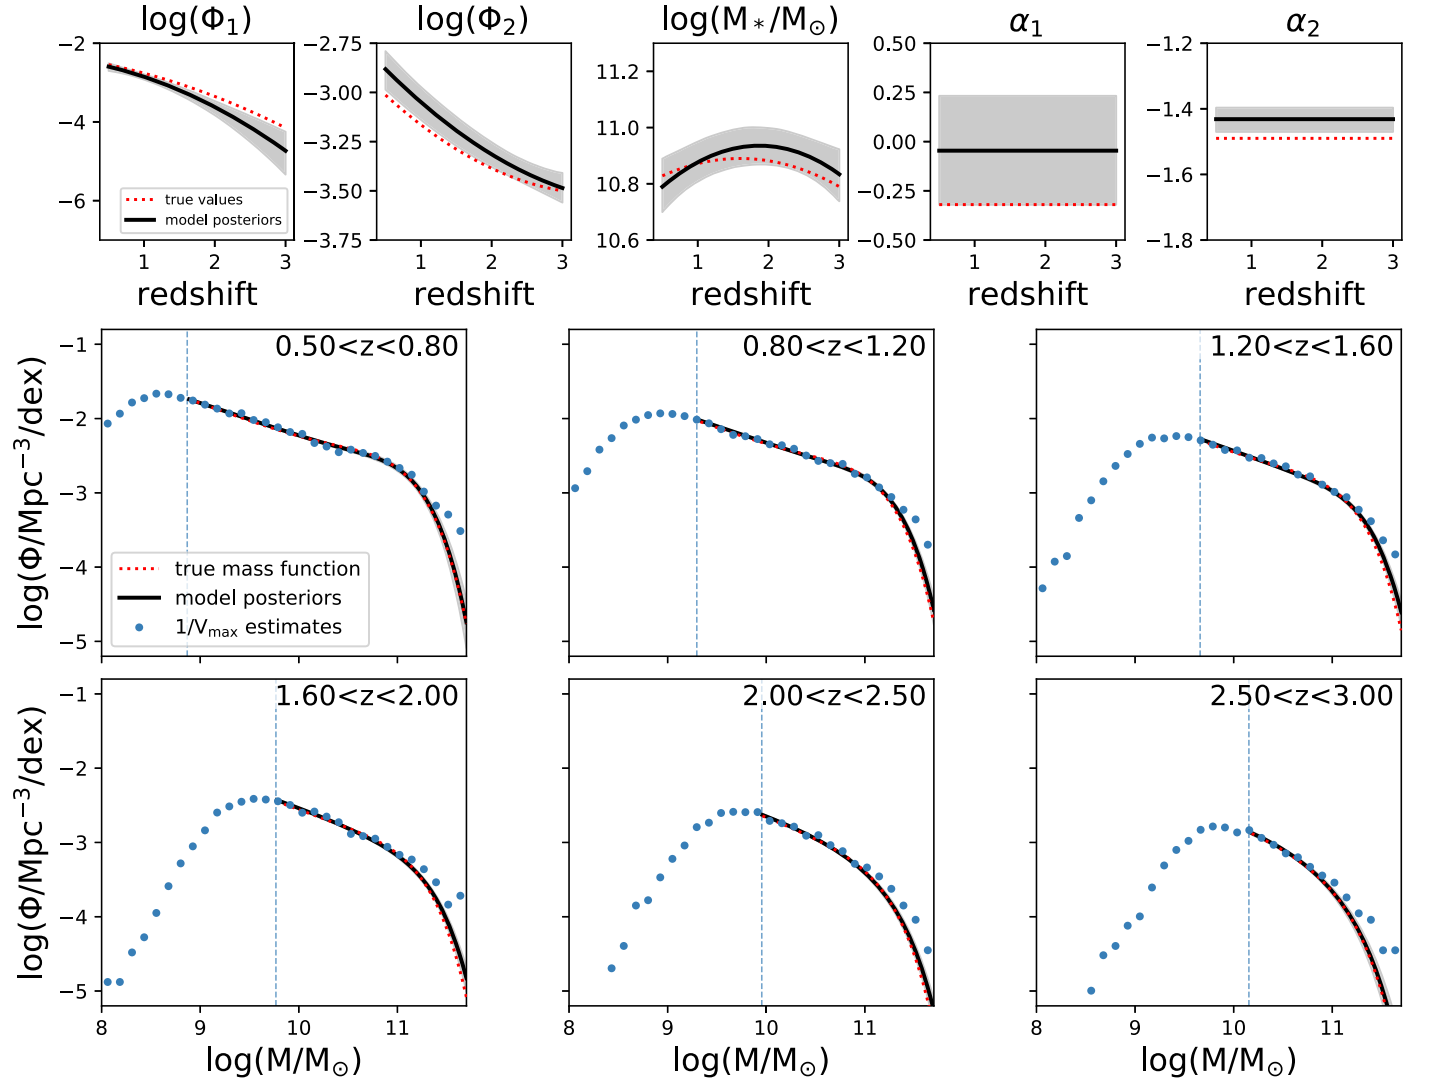 log(Φ₁) log(Φ₂) log(M∗/M⊙) α₁ α₂
−2 −4 −6
true values
model posteriors
1 2 3
redshift
−2.75 −3.00 −3.25 −3.50 −3.75
1 2 3
redshift
11.2 11.0 10.8 10.6
1 2 3
redshift
0.50 0.25 0.00 −0.25 −0.50
1 2 3
redshift
−1.2 −1.4 −1.6 −1.8
1 2 3
redshift
log(Φ/Mpc⁻³/dex)
−1 −2 −3 −4 −5
0.50<z<0.80
true mass function
model posteriors
1/Vmax estimates
0.80<z<1.20
1.20<z<1.60
log(Φ/Mpc⁻³/dex)
−1 −2 −3 −4 −5
1.60<z<2.00
8 9 10 11
log(M/M⊙)
2.00<z<2.50
8 9 10 11
log(M/M⊙)
2.50<z<3.00
8 9 10 11
log(M/M⊙)